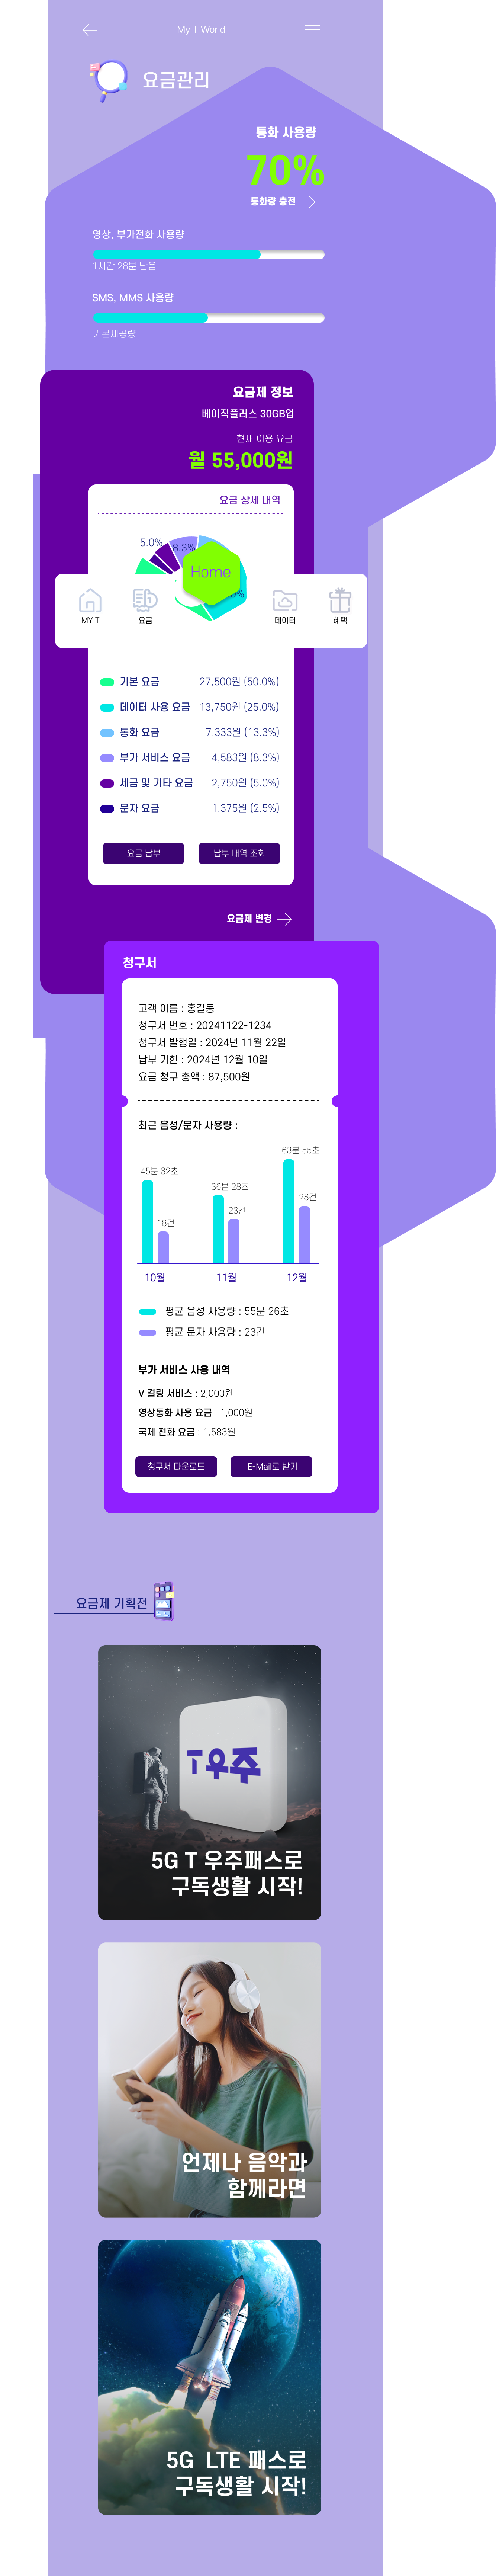 My T World
요금관리
통화 사용량
70%
통화량 충전
영상, 부가전화 사용량
1시간 28분 남음
SMS, MMS 사용량
기본제공량
요금제 정보
베이직플러스 30GB업
현재 이용 요금
월 55,000원
요금 상세 내역
5.0%
8.3%
Home
MY T
요금
데이터
혜택
기본 요금 27,500원 (50.0%)
데이터 사용 요금 13,750원 (25.0%)
통화 요금 7,333원 (13.3%)
부가 서비스 요금 4,583원 (8.3%)
세금 및 기타 요금 2,750원 (5.0%)
문자 요금 1,375원 (2.5%)
요금 납부
납부 내역 조회
요금제 변경
청구서
고객 이름 : 홍길동
청구서 번호 : 20241122-1234
청구서 발행일 : 2024년 11월 22일
납부 기한 : 2024년 12월 10일
요금 청구 총액 : 87,500원
최근 음성/문자 사용량 :
63분 55초
45분 32초
36분 28초
28건
23건
18건
10월 11월 12월
평균 음성 사용량 : 55분 26초
평균 문자 사용량 : 23건
부가 서비스 사용 내역
V 컬링 서비스 : 2,000원
영상통화 사용 요금 : 1,000원
국제 전화 요금 : 1,583원
청구서 다운로드
E-Mail로 받기
요금제 기획전
T우주
5G T 우주패스로
구독생활 시작!
언제나 음악과
함께라면
5G LTE 패스로
구독생활 시작!